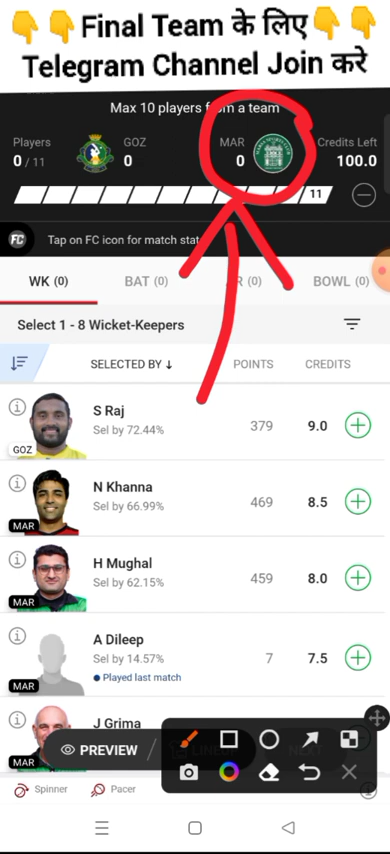 👇👇Final Team के लिए👇👇
Telegram Channel Join करे
Max 10 players from a team
Players GOZ MAR Credits Left
0 / 11 0 0 100.0
11
FC Tap on FC icon for match stat
WK (0) BAT (0) AR (0) BOWL (0)
Select 1 - 8 Wicket-Keepers
SELECTED BY ↓ POINTS CREDITS
S Raj
Sel by 72.44% 379 9.0
GOZ
N Khanna
Sel by 66.99% 469 8.5
MAR
H Mughal
Sel by 62.15% 459 8.0
MAR
A Dileep
Sel by 14.57% 7 7.5
Played last match
MAR
J Grima
MAR
PREVIEW
Spinner Pacer